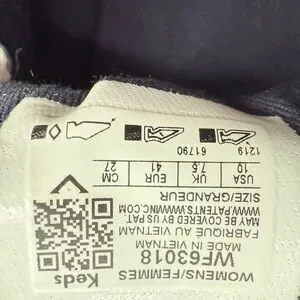 Keds
WOMENS/FEMMES
WF63018
MADE IN VIETNAM
FABRIQUE AU VIETNAM
WWW.PATENTS.WWWINC.COM
MAY BE COVERED BY US PAT.
SIZE/GRANDEUR
USA UK EUR CM
10 7.5 41 27
1219 61790